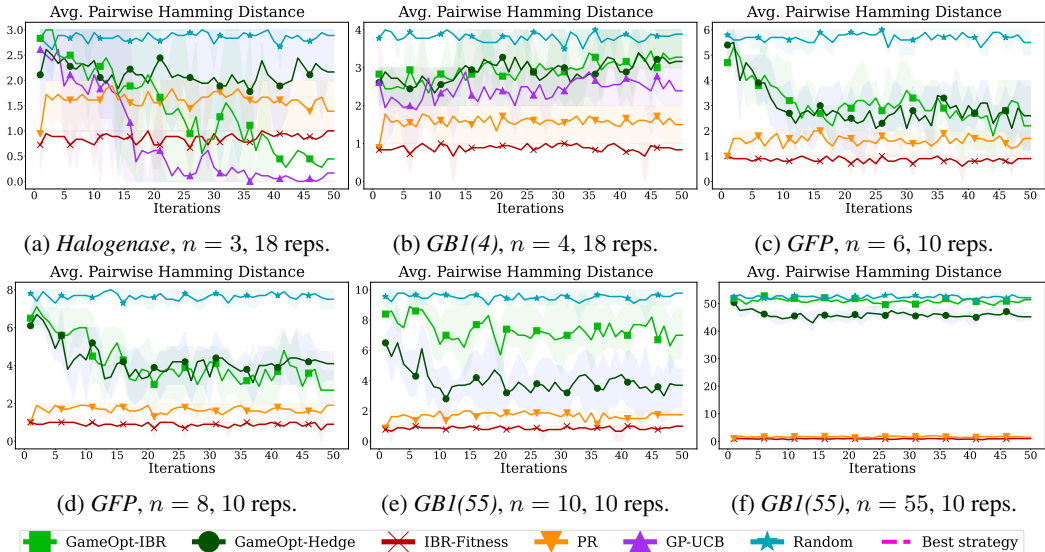 Avg. Pairwise Hamming Distance Avg. Pairwise Hamming Distance Avg. Pairwise Hamming Distance
3.0
2.5
2.0
1.5
1.0
0.5
0.0
0 5 10 15 20 25 30 35 40 45 50
Iterations
4
3
2
1
0
0 5 10 15 20 25 30 35 40 45 50
Iterations
6
5
4
3
2
1
0
0 5 10 15 20 25 30 35 40 45 50
Iterations
(a) Halogenase, n = 3, 18 reps. (b) GB1(4), n = 4, 18 reps. (c) GFP, n = 6, 10 reps.
Avg. Pairwise Hamming Distance Avg. Pairwise Hamming Distance Avg. Pairwise Hamming Distance
8
6
4
2
0
0 5 10 15 20 25 30 35 40 45 50
Iterations
10
8
6
4
2
0
0 5 10 15 20 25 30 35 40 45 50
Iterations
50
40
30
20
10
0
0 5 10 15 20 25 30 35 40 45 50
Iterations
(d) GFP, n = 8, 10 reps. (e) GB1(55), n = 10, 10 reps. (f) GB1(55), n = 55, 10 reps.
GameOpt-IBR GameOpt-Hedge IBR-Fitness PR GP-UCB Random Best strategy